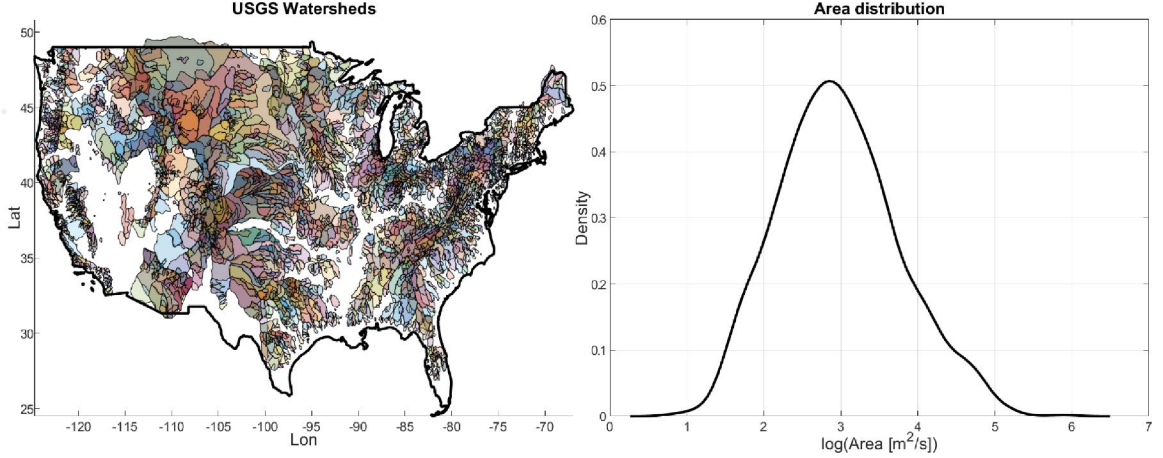 USGS Watersheds
50
45
40
35
30
25
Lat
-120 -115 -110 -105 -100 -95 -90 -85 -80 -75 -70
Lon
Area distribution
0.6
0.5
0.4
0.3
0.2
0.1
0
Density
0 1 2 3 4 5 6 7
log(Area [m²/s])